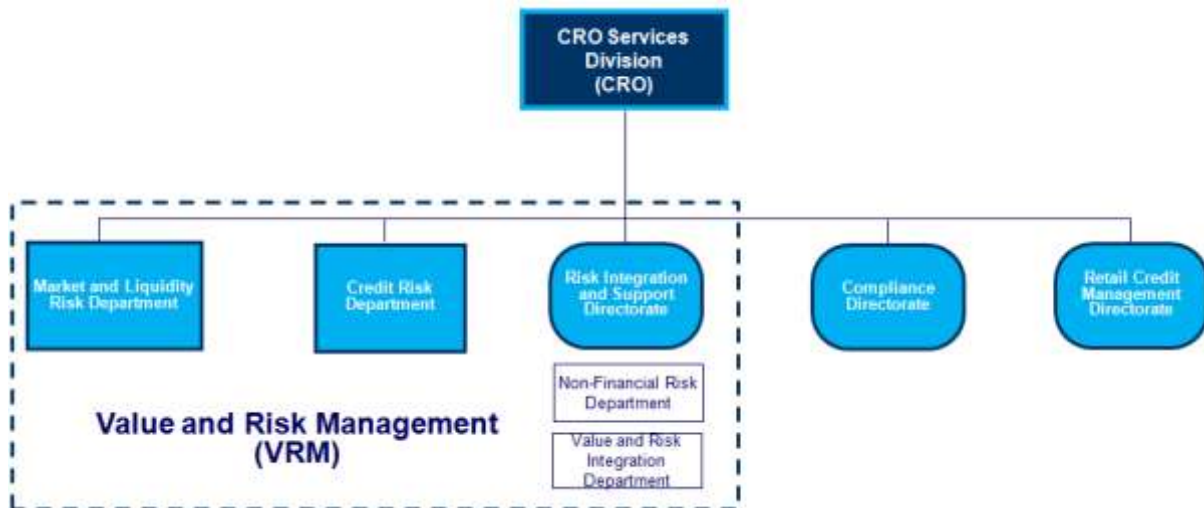 CRO Services
Division
(CRO)
Market and Liquidity
Risk Department
Credit Risk
Department
Risk Integration
and Support
Directorate
Compliance
Directorate
Retail Credit
Management
Directorate
Non-Financial Risk
Department
Value and Risk
Integration
Department
Value and Risk Management
(VRM)